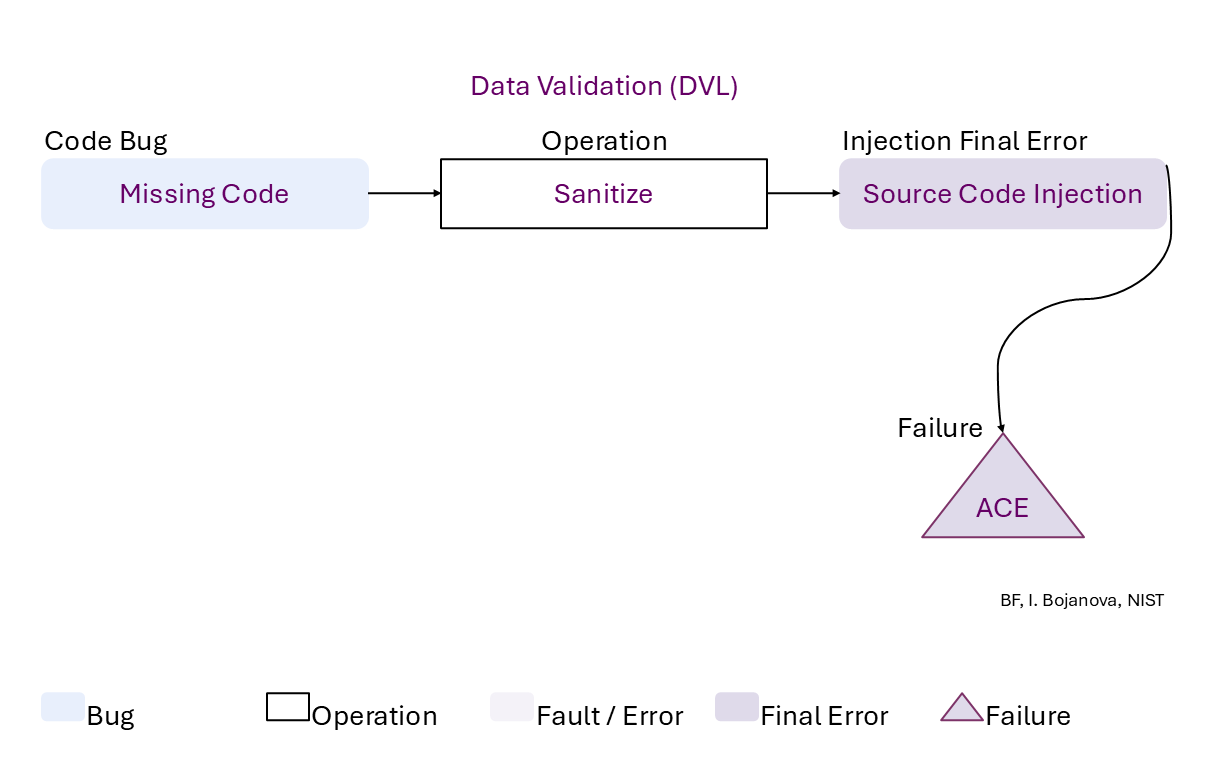 Data Validation (DVL)
Code Bug
Operation
Injection Final Error
Missing Code
Sanitize
Source Code Injection
Failure
ACE
BF, I. Bojanova, NIST
Bug
Operation
Fault / Error
Final Error
Failure